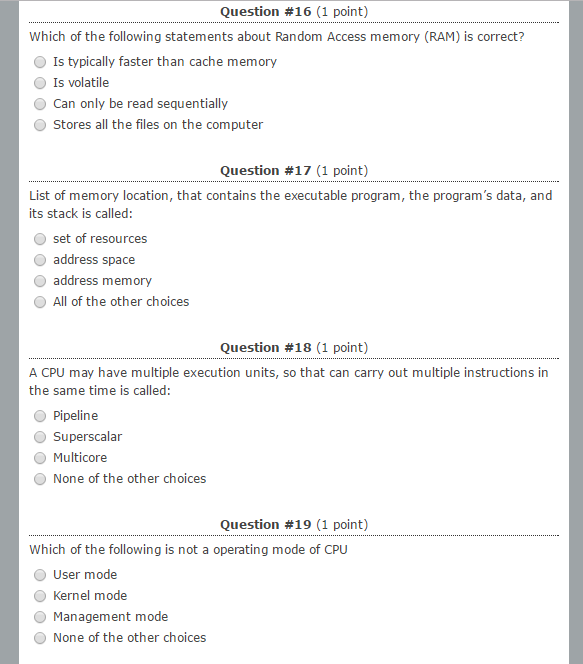 Question #16 (1 point)
Which of the following statements about Random Access memory (RAM) is correct?
Is typically faster than cache memory
Is volatile
Can only be read sequentially
Stores all the files on the computer
Question #17 (1 point)
List of memory location, that contains the executable program, the program's data, and
its stack is called:
set of resources
address space
address memory
All of the other choices
Question #18 (1 point)
A CPU may have multiple execution units, so that can carry out multiple instructions in
the same time is called:
Pipeline
Superscalar
Multicore
None of the other choices
Question #19 (1 point)
Which of the following is not a operating mode of CPU
User mode
Kernel mode
Management mode
None of the other choices